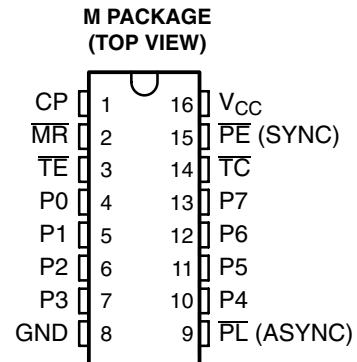 M PACKAGE
(TOP VIEW)
CP 1 16 VCC
MR 2 15 PE (SYNC)
TE 3 14 TC
P0 4 13 P7
P1 5 12 P6
P2 6 11 P5
P3 7 10 P4
GND 8 9 PL (ASYNC)